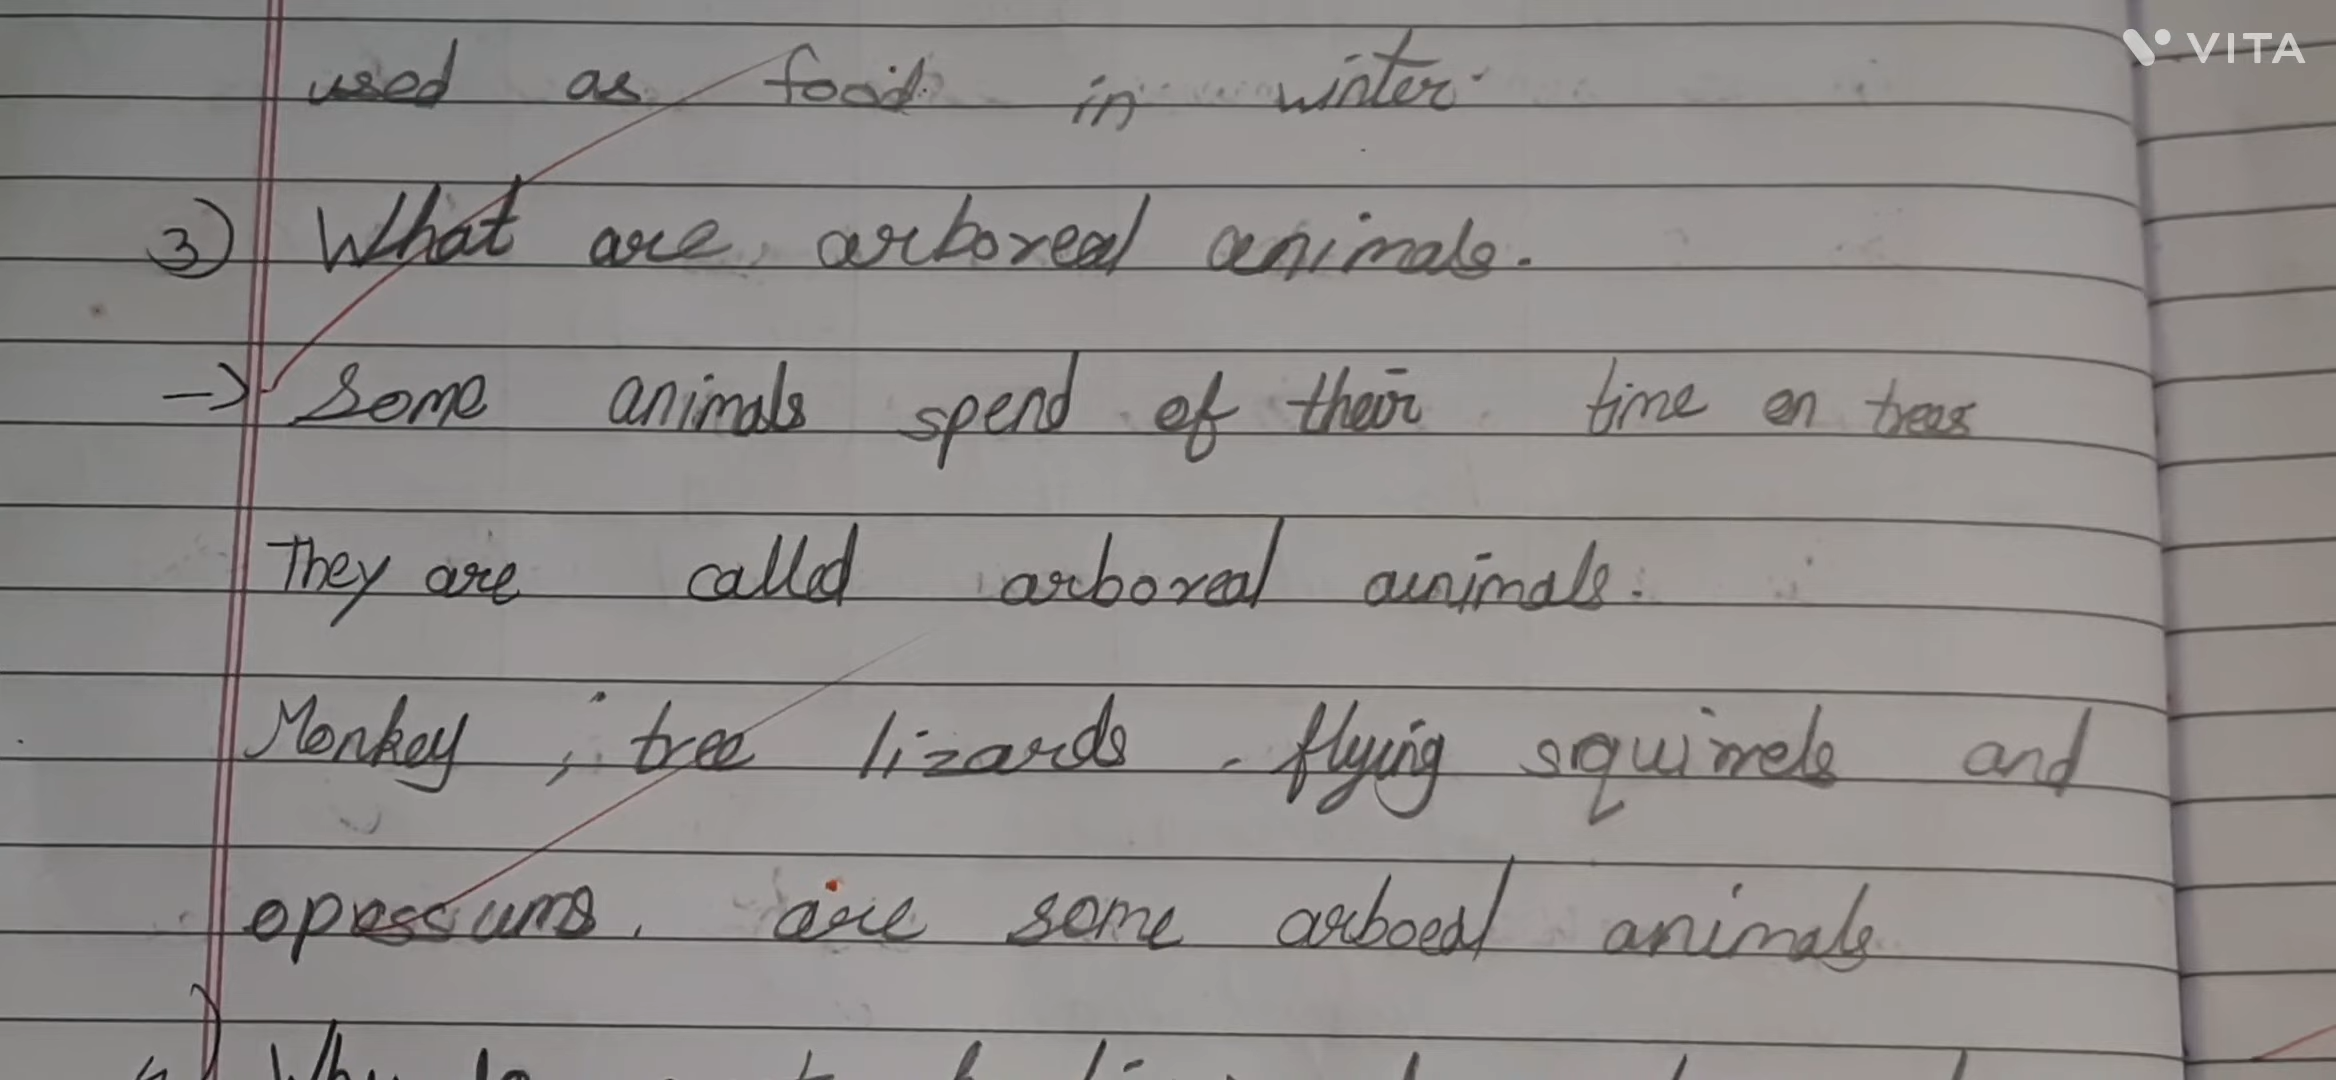 VITA
used as food in winter.
3) What are arboreal animals.
→ Some animals spend of their time on trees
They are called arboreal animals.
Monkey , tree lizards - flying squirrels and
opossums. are some arboeal animals